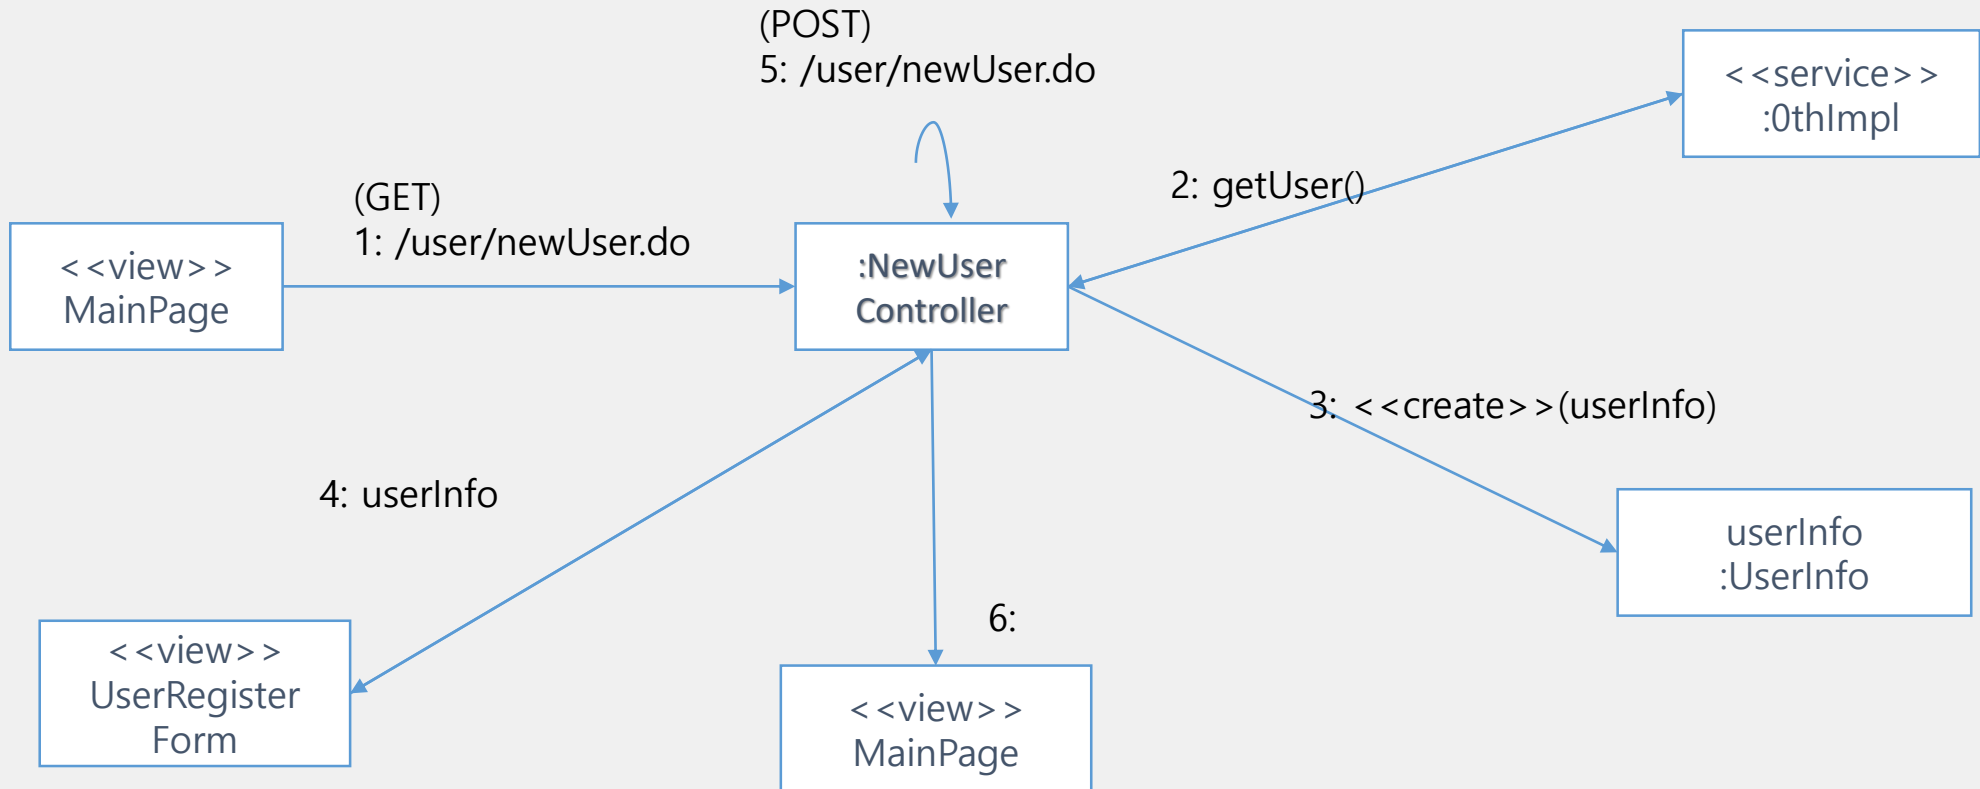 (POST)
5: /user/newUser.do
<<service>>
:0thImpl
2: getUser()
(GET)
1: /user/newUser.do
<<view>>
MainPage
:NewUser
Controller
3: <<create>>(userInfo)
4: userInfo
userInfo
:UserInfo
6:
<<view>>
UserRegister
Form
<<view>>
MainPage